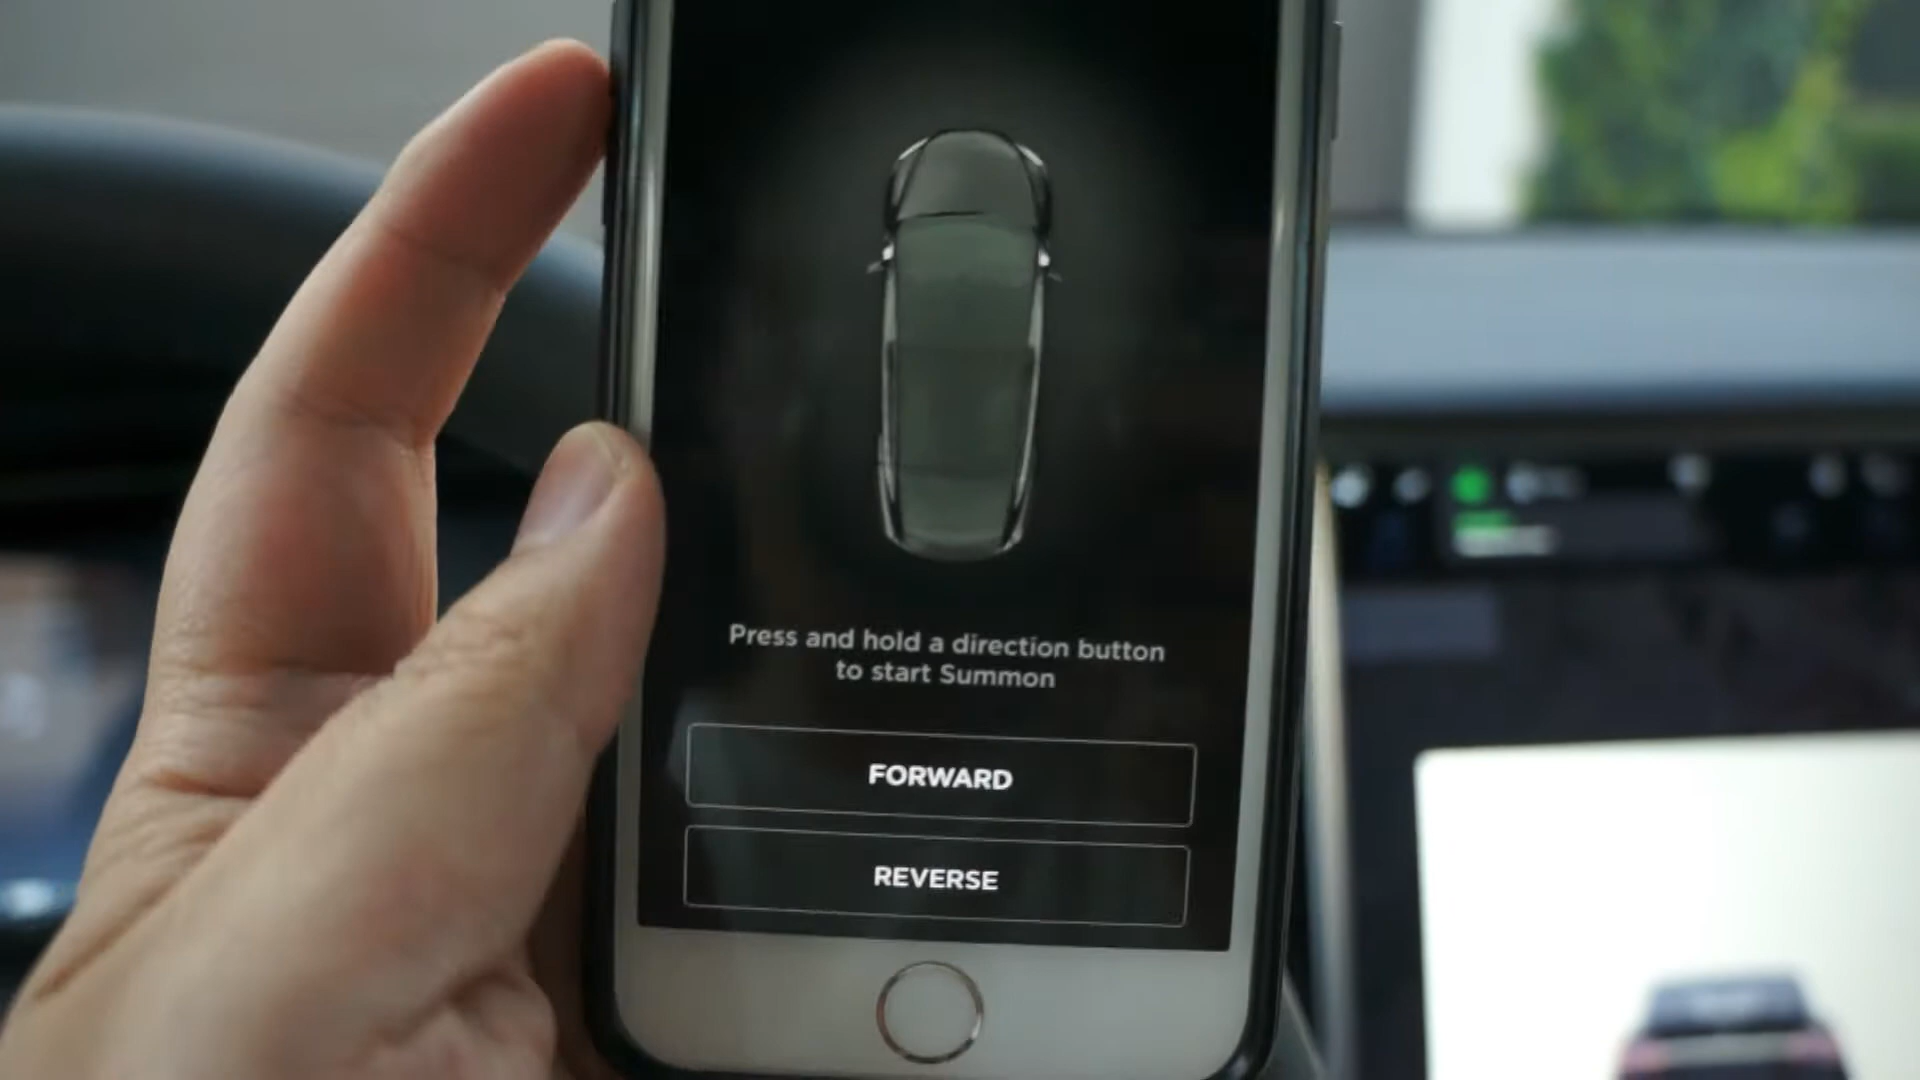 Press and hold a direction button
to start Summon
FORWARD
REVERSE